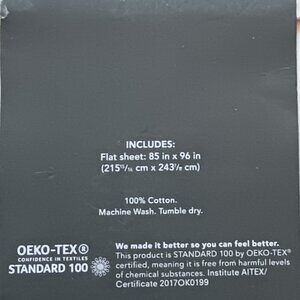 INCLUDES:
Flat sheet: 85 in x 96 in
(215¹⁵/₁₆ cm x 243⁷/₈ cm)
100% Cotton.
Machine Wash. Tumble dry.
OEKO-TEX®
CONFIDENCE IN TEXTILES
STANDARD 100
We made it better so you can feel better.
This product is STANDARD 100 by OEKO-TEX®
certified, meaning it is free from harmful levels
of chemical substances. Institute AITEX/
Certificate 2017OK0199